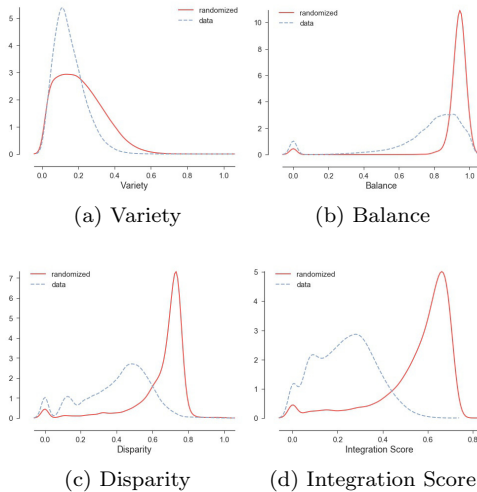 randomized
data
5
4
3
2
1
0
0.0 0.2 0.4 0.6 0.8 1.0
Variety
(a) Variety
randomized
data
10
8
6
4
2
0
0.0 0.2 0.4 0.6 0.8 1.0
Balance
(b) Balance
randomized
data
7
6
5
4
3
2
1
0
0.0 0.2 0.4 0.6 0.8 1.0
Disparity
(c) Disparity
randomized
data
5
4
3
2
1
0
0.0 0.2 0.4 0.6 0.8
Integration Score
(d) Integration Score